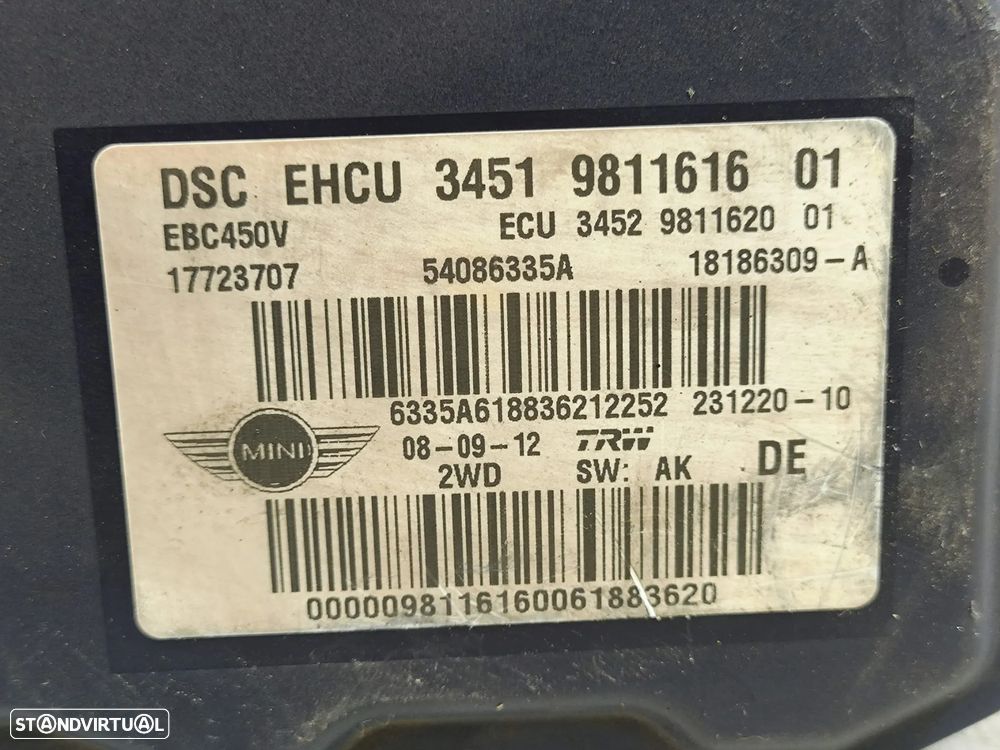 DSC EHCU 3451 9811616 01
EBC450V ECU 3452 9811620 01
17723707 54086335A 18186309-A
6335A618836212252 231220-10
MINI 08-09-12 TRW DE
2WD SW: AK
0000098116160061883620
STANDVIRTUAL